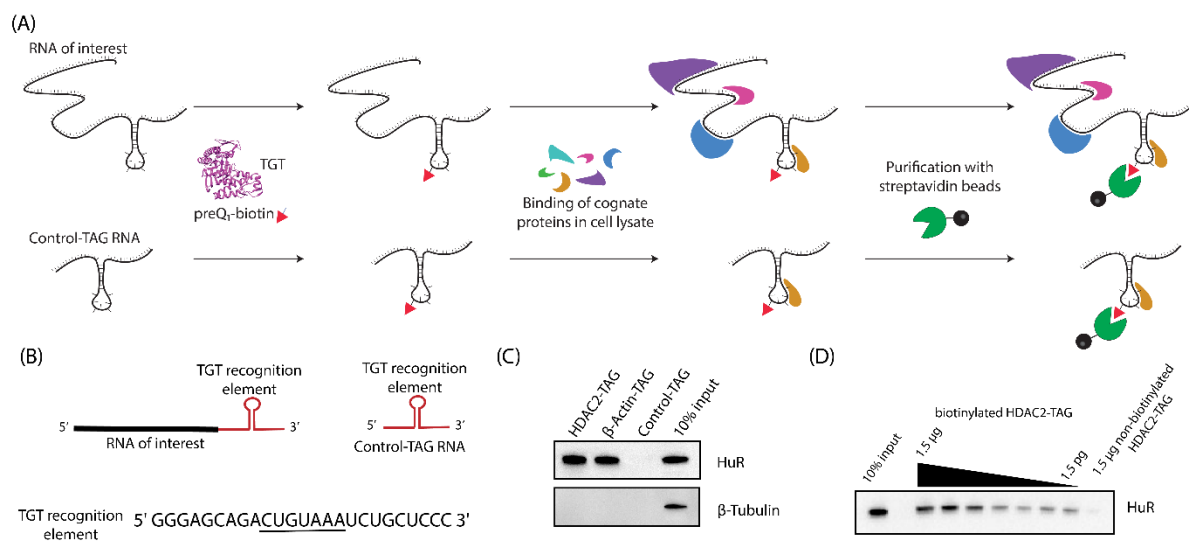 (A)
RNA of interest
TGT
preQ₁-biotin
Binding of cognate
proteins in cell lysate
Purification with
streptavidin beads
Control-TAG RNA
(B)
TGT recognition
element
5’
RNA of interest
3’
TGT recognition
element
5’
3’
Control-TAG RNA
TGT recognition
element
5' GGGAGCAGACUGUAAAUCUGCUCCC 3'
(C)
HDAC2-TAG
β-Actin-TAG
Control-TAG
10% input
HuR
β-Tubulin
(D)
10% input
biotinylated HDAC2-TAG
1.5 µg
1.5 pg
1.5 µg non-biotinylated
HDAC2-TAG
HuR